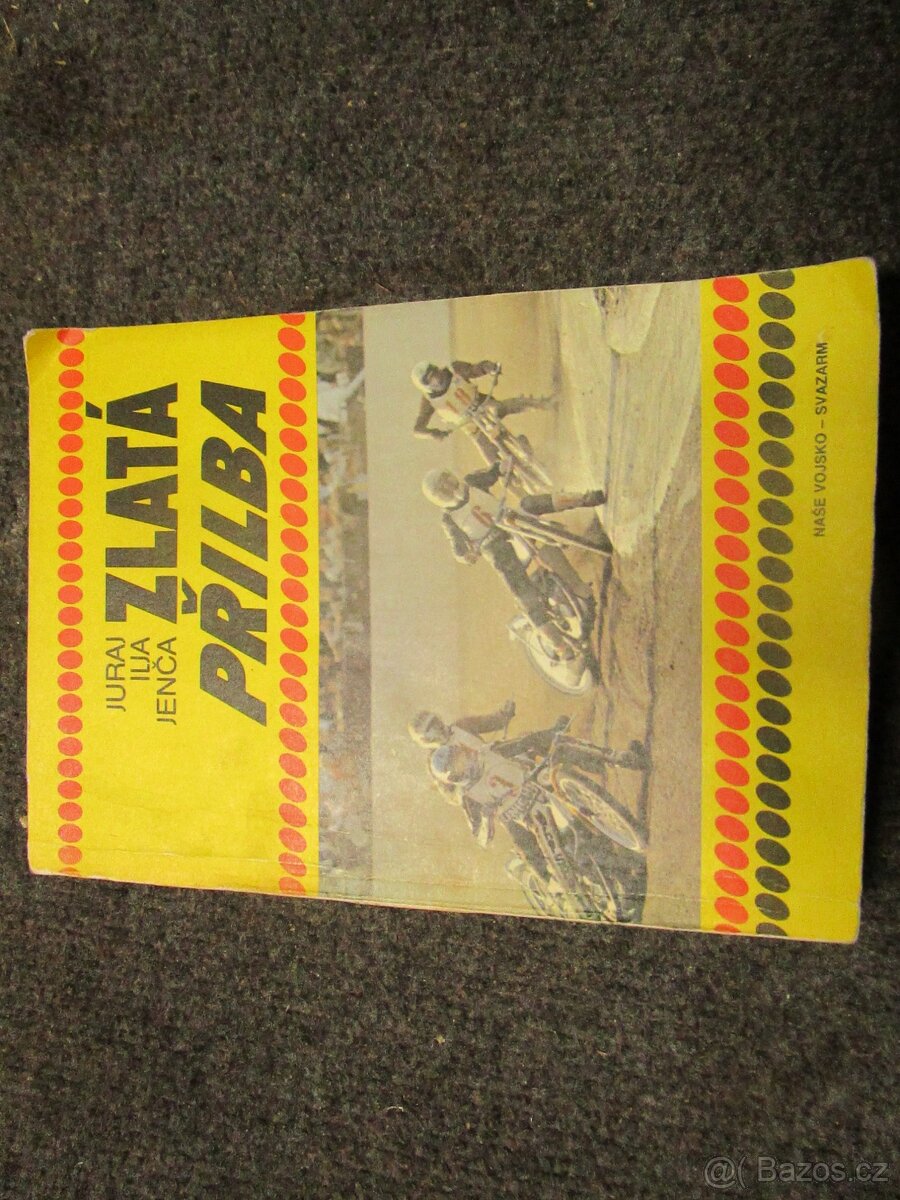 JURAJ
ILJA
JENČA
ZLATÁ
PŘILBA
NAŠE VOJSKO – SVAZARM
@( Bazos.cz